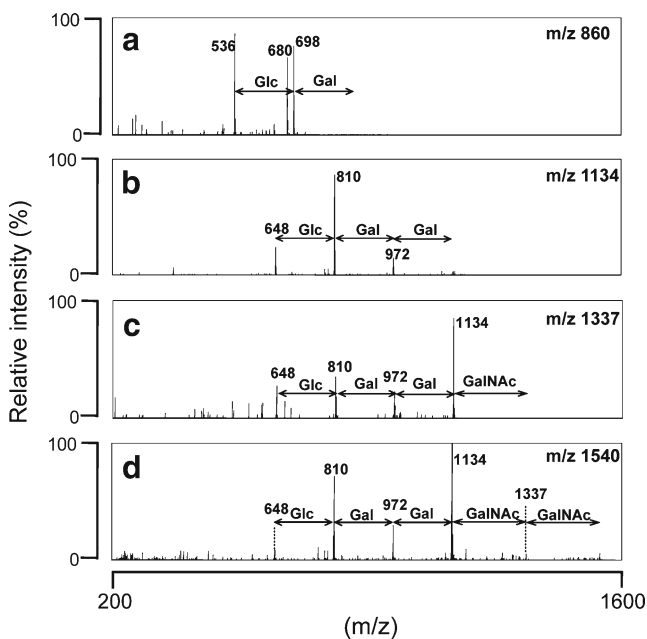 100
a
m/z 860
536
680
698
Glc
Gal
0
100
b
m/z 1134
810
648
Glc
Gal
Gal
972
0
100
c
m/z 1337
1134
648
810
972
GalNAc
Glc
Gal
Gal
0
100
d
m/z 1540
1134
810
1337
648
Glc
972
Gal
Gal
GalNAc
GalNAc
0
Relative intensity (%)
200
1600
(m/z)